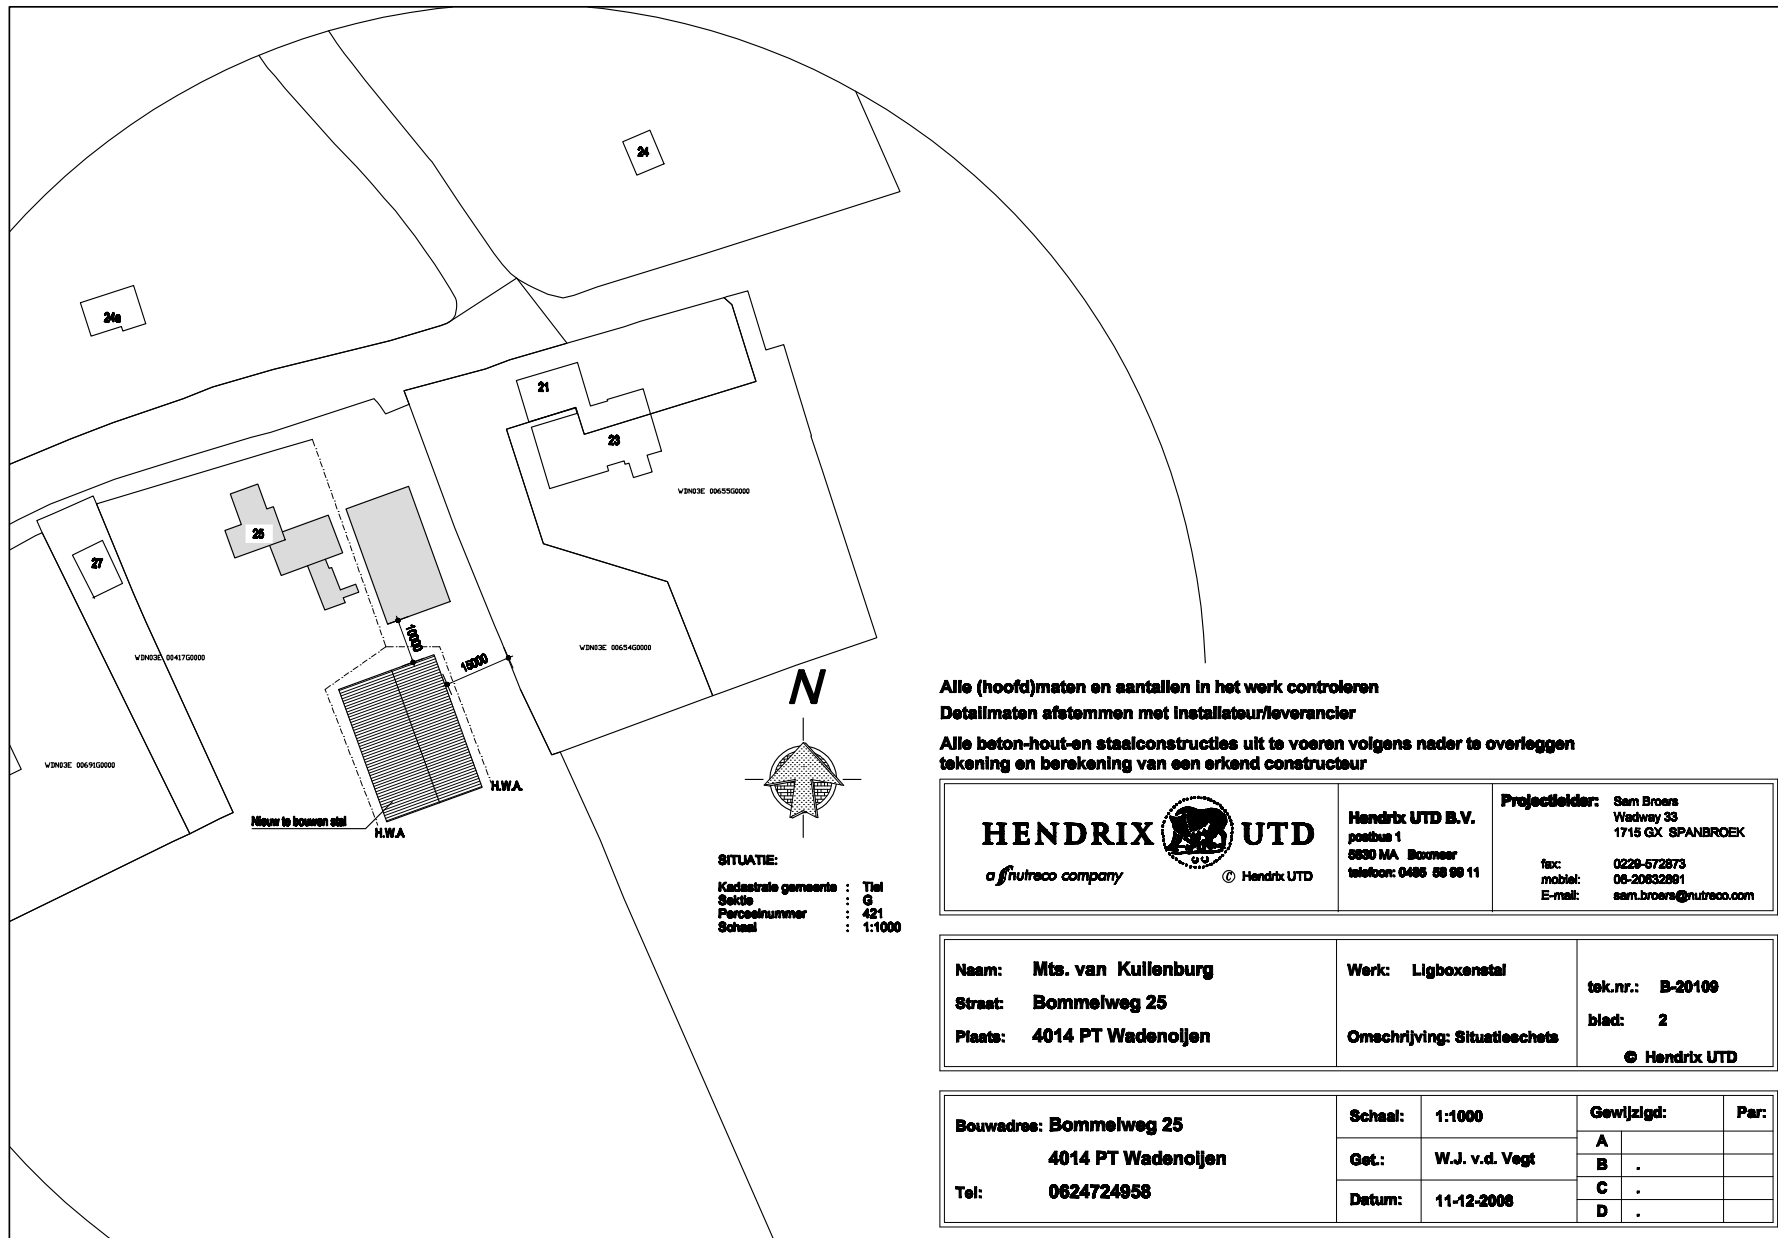 24
24a
21
23
WDN03E 00655G0000
25
27
10000
WDN03E 00654G0000
WDN03E 00417G0000
15000
N
WDN03E 00691G0000
H.W.A.
Nieuw te bouwen stal
H.W.A
SITUATIE:
Kadastrale gemeente : Tiel
Sektie : G
Perceelnummer : 421
Schaal : 1:1000
Alle (hoofd)maten en aantallen in het werk controleren
Detailmaten afstemmen met installateur/leverancier
Alle beton-hout-en staalconstructies uit te voeren volgens nader te overleggen
tekening en berekening van een erkend constructeur
HENDRIX UTD
a nutreco company
© Hendrix UTD
Hendrix UTD B.V.
postbus 1
5830 MA Boxmeer
telefoon: 0485 58 99 11
Projectleider: Sam Broers
Wadway 33
1715 GX SPANBROEK
fax: 0229-572873
mobiel: 06-20632891
E-mail: sam.broers@nutreco.com
Naam: Mts. van Kuilenburg
Straat: Bommelweg 25
Plaats: 4014 PT Wadenoijen
Werk: Ligboxenstal
Omschrijving: Situatieschets
tek.nr.: B-20109
blad: 2
© Hendrix UTD
Bouwadres: Bommelweg 25
4014 PT Wadenoijen
Tel: 0624724958
Schaal: 1:1000
Get.: W.J. v.d. Vegt
Datum: 11-12-2008
Gewijzigd: Par:
A
B .
C .
D .